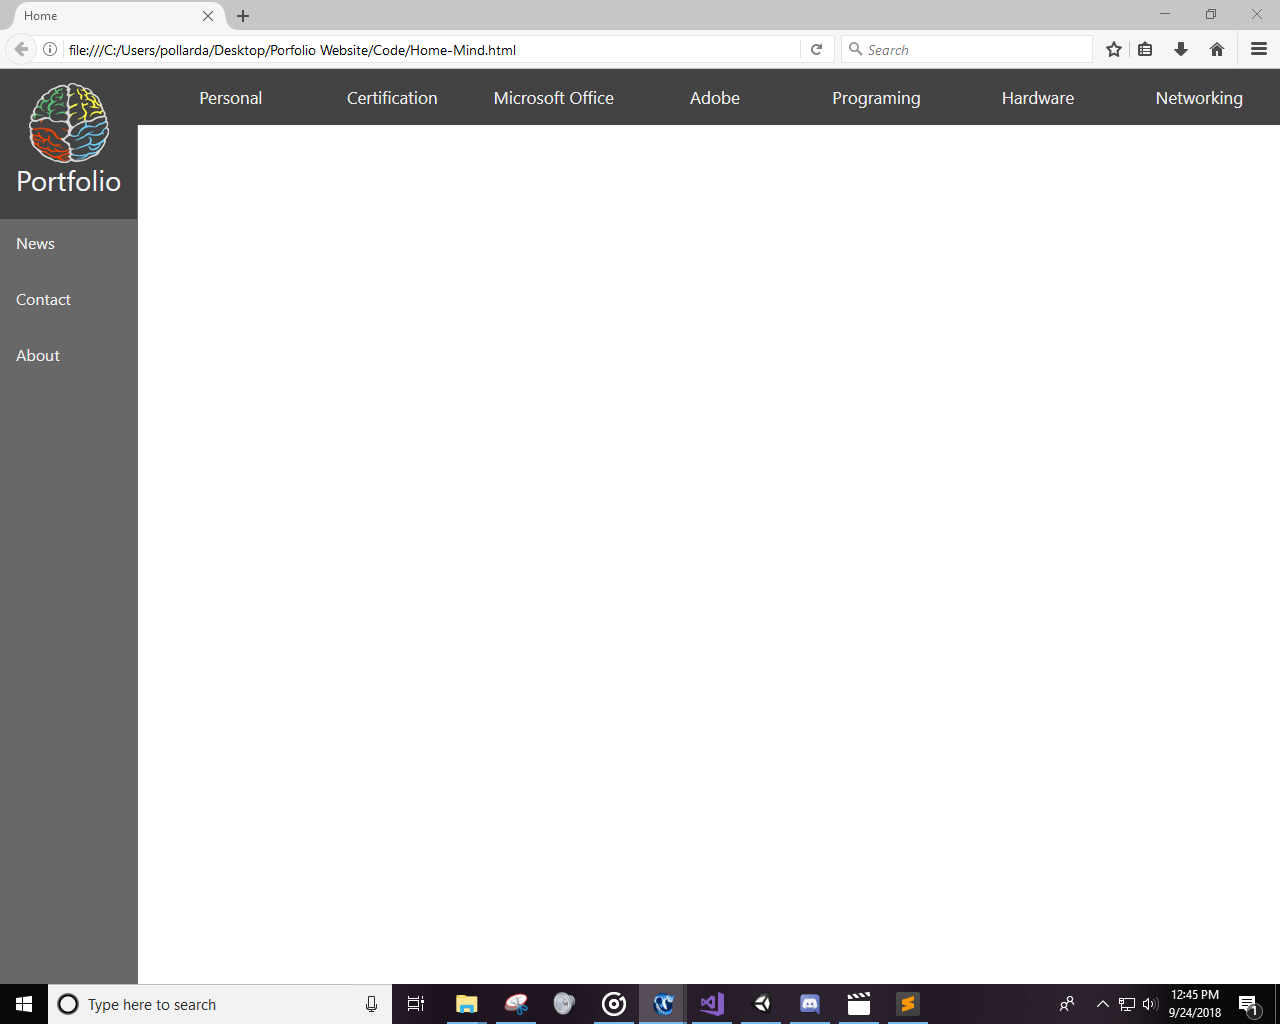 Home
file:///C:/Users/pollarda/Desktop/Porfolio Website/Code/Home-Mind.html
Search
Personal Certification Microsoft Office Adobe Programing Hardware Networking
Portfolio
News
Contact
About
Type here to search
12:45 PM
9/24/2018
1